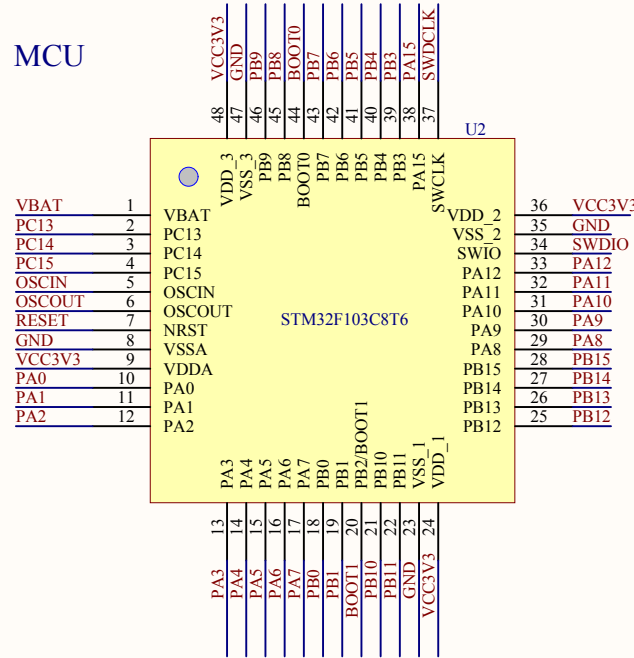 MCU
VCC3V3
GND
PB9
PB8
BOOT0
PB7
PB6
PB5
PB4
PB3
PA15
SWDCLK
48
47
46
45
44
43
42
41
40
39
38
37
U2
VDD_3
VSS_3
PB9
PB8
BOOT0
PB7
PB6
PB5
PB4
PB3
PA15
SWCLK
VBAT 1 VBAT
PC13 2 PC13
PC14 3 PC14
PC15 4 PC15
OSCIN 5 OSCIN
OSCOUT 6 OSCOUT
RESET 7 NRST
GND 8 VSSA
VCC3V3 9 VDDA
PA0 10 PA0
PA1 11 PA1
PA2 12 PA2
STM32F103C8T6
VDD_2 36 VCC3V3
VSS_2 35 GND
SWIO 34 SWDIO
PA12 33 PA12
PA11 32 PA11
PA10 31 PA10
PA9 30 PA9
PA8 29 PA8
PB15 28 PB15
PB14 27 PB14
PB13 26 PB13
PB12 25 PB12
PA3
PA4
PA5
PA6
PA7
PB0
PB1
PB2/BOOT1
PB10
PB11
VSS_1
VDD_1
13
14
15
16
17
18
19
20
21
22
23
24
PA3
PA4
PA5
PA6
PA7
PB0
PB1
BOOT1
PB10
PB11
GND
VCC3V3